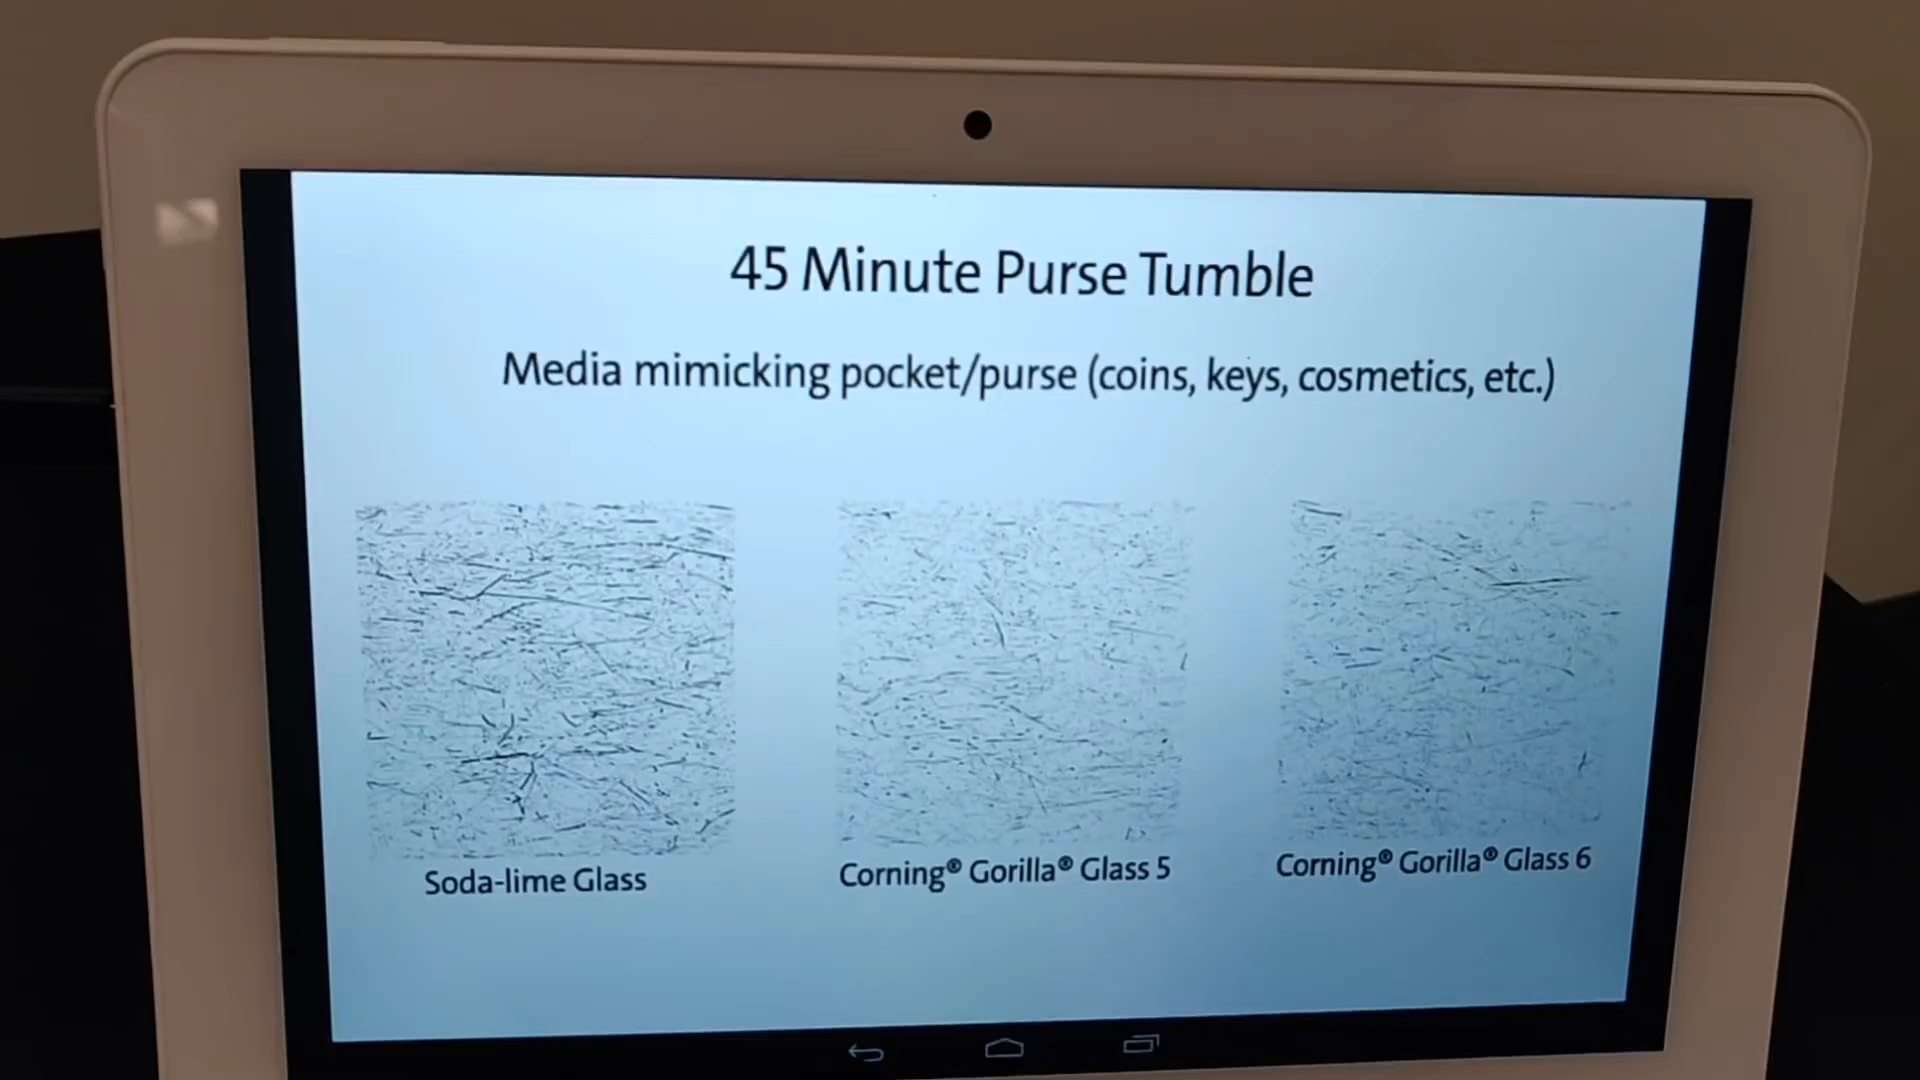 45 Minute Purse Tumble
Media mimicking pocket/purse (coins, keys, cosmetics, etc.)
Soda-lime Glass
Corning® Gorilla® Glass 5
Corning® Gorilla® Glass 6